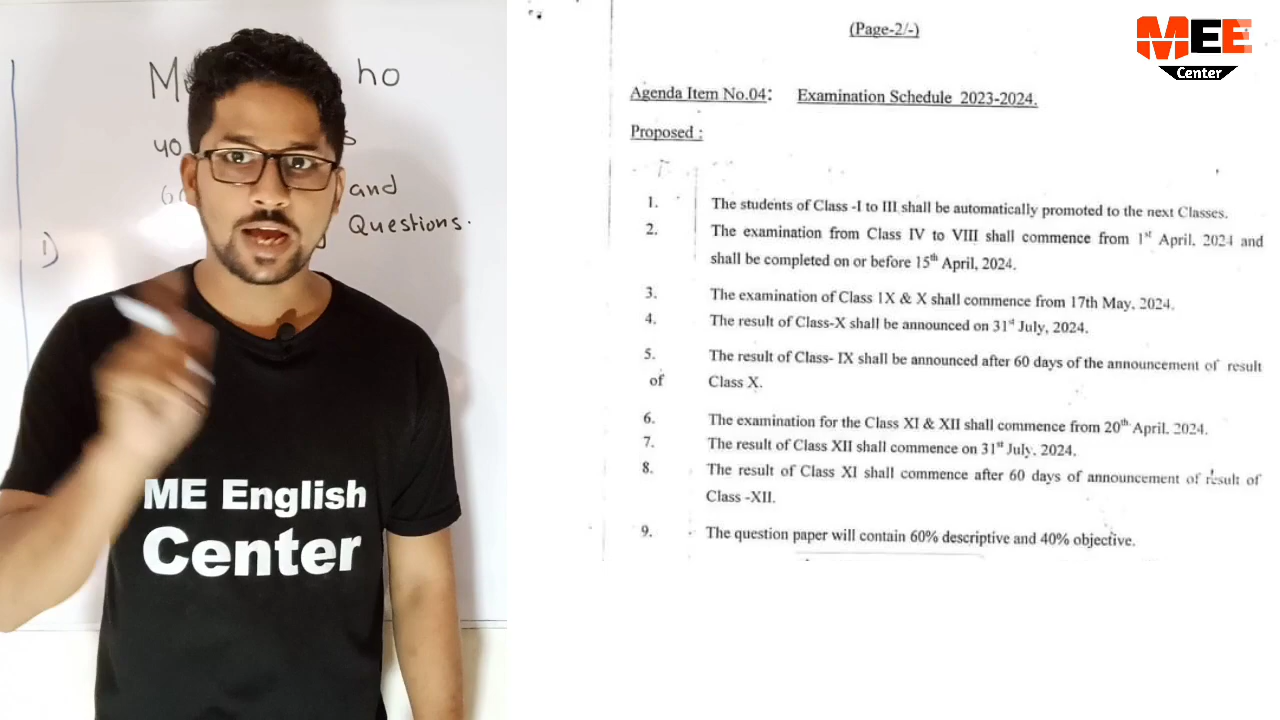 ho
40
s
and
Questions.
1)
ME English
Center
MEE
Center
(Page-2/-)
Agenda Item No.04: Examination Schedule 2023-2024.
Proposed :
1. The students of Class -I to III shall be automatically promoted to the next Classes.
2. The examination from Class IV to VIII shall commence from 1st April, 2024 and
shall be completed on or before 15th April, 2024.
3. The examination of Class IX & X shall commence from 17th May, 2024.
4. The result of Class-X shall be announced on 31st July, 2024.
5. The result of Class- IX shall be announced after 60 days of the announcement of result
of Class X.
6. The examination for the Class XI & XII shall commence from 20th April, 2024.
7. The result of Class XII shall commence on 31st July, 2024.
8. The result of Class XI shall commence after 60 days of announcement of result of
Class -XII.
9. The question paper will contain 60% descriptive and 40% objective.